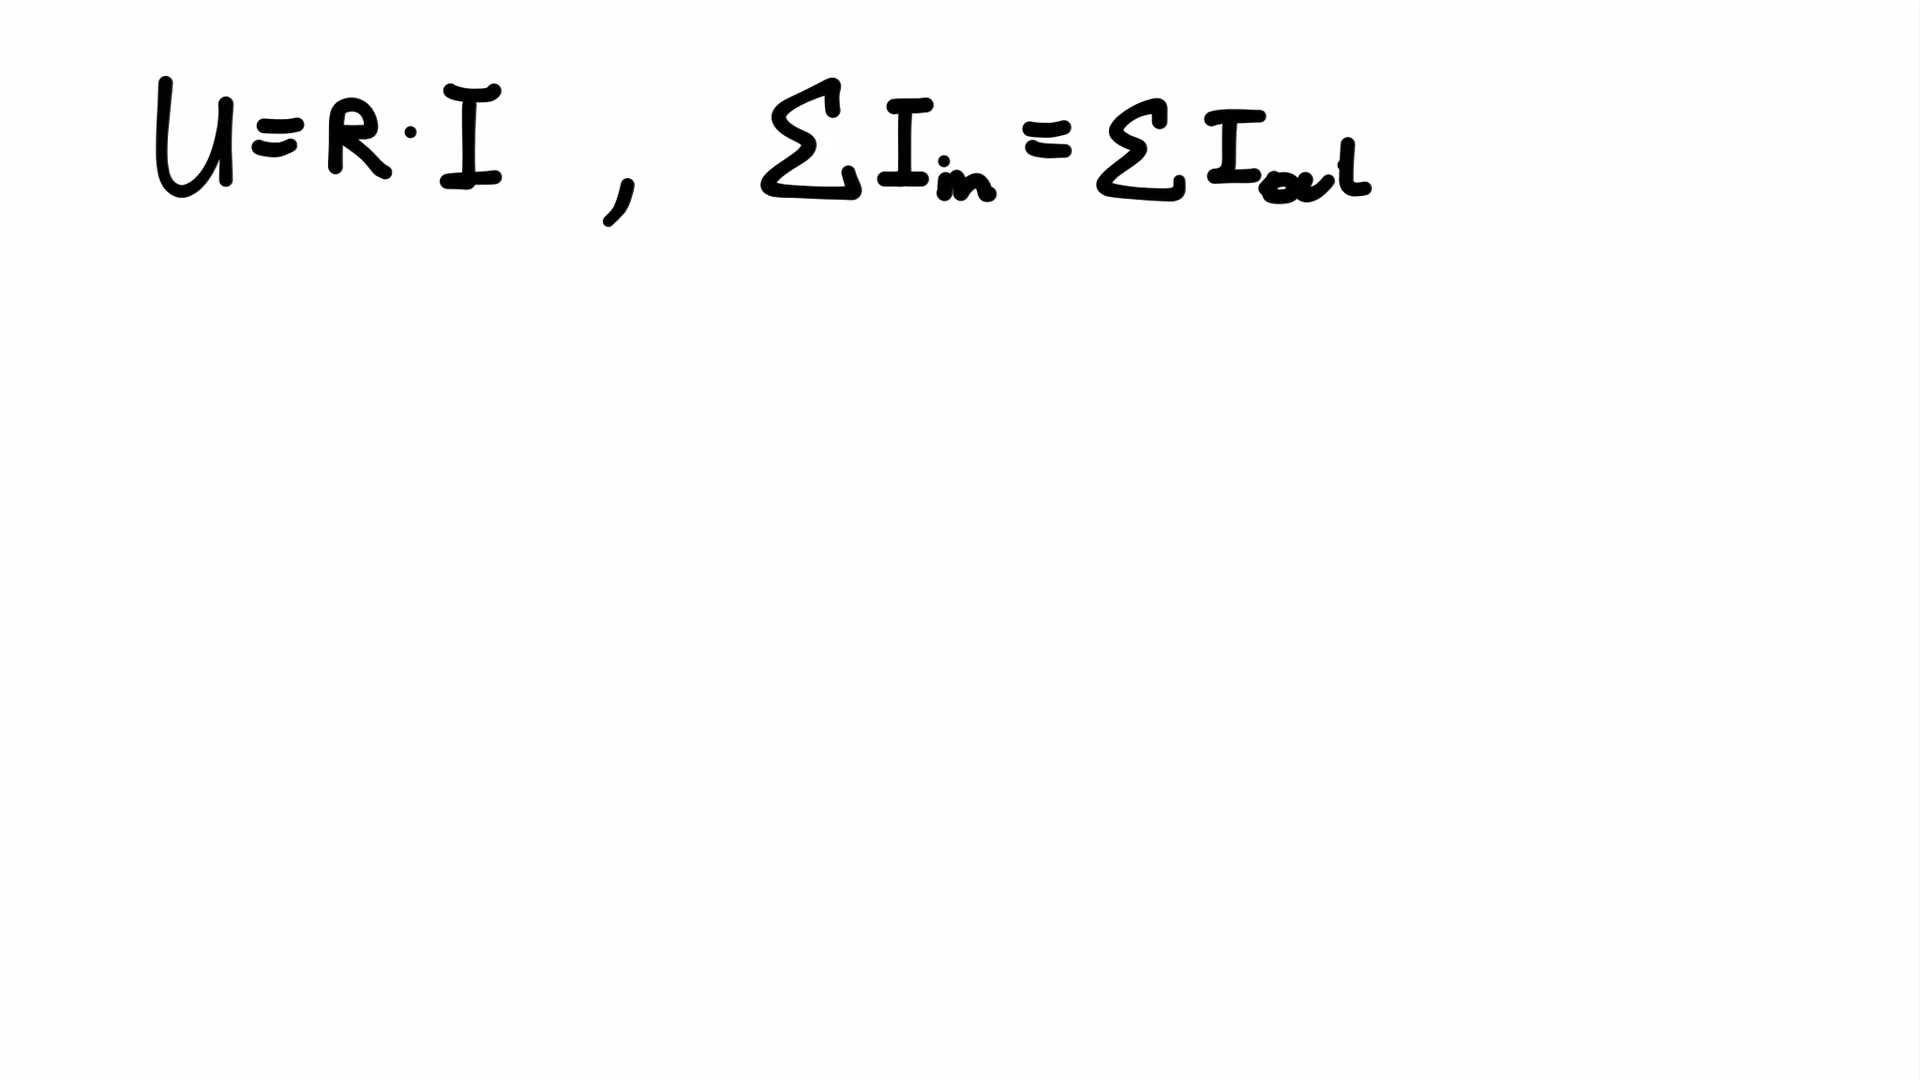 U = R · I , Σ I_in = Σ I_out